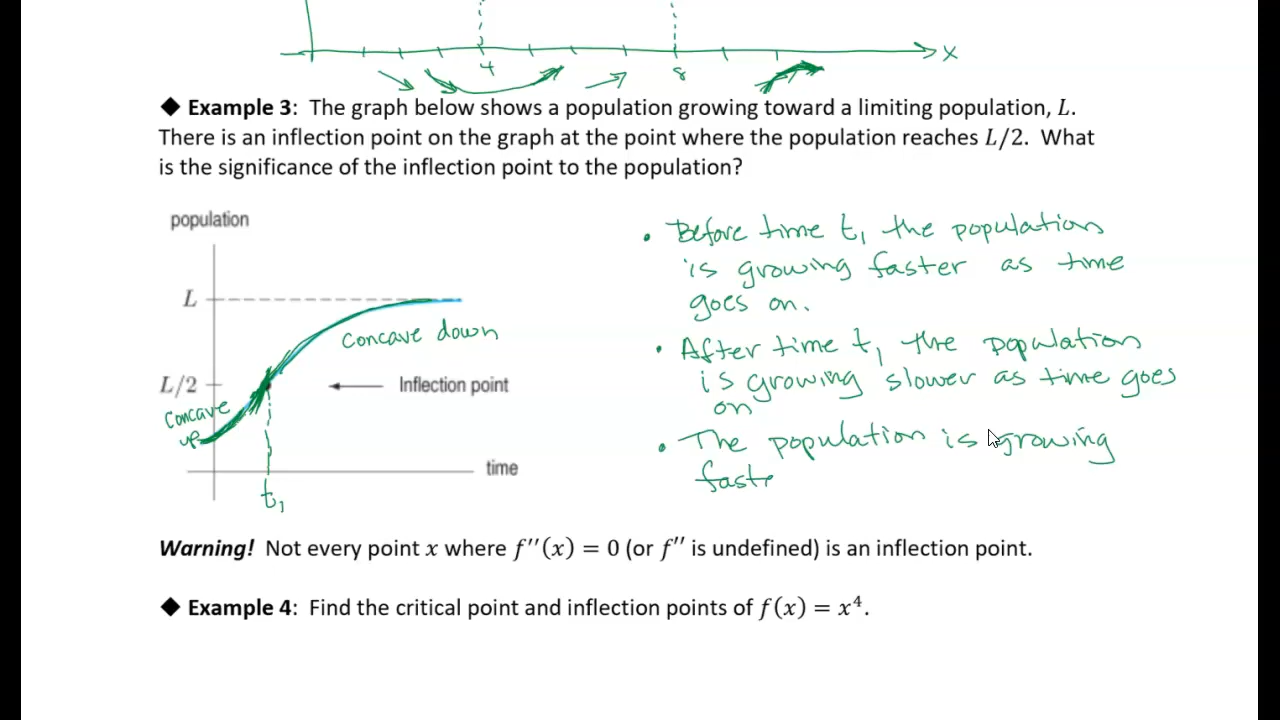 4
8
x
◆ Example 3: The graph below shows a population growing toward a limiting population, L.
There is an inflection point on the graph at the point where the population reaches L/2. What
is the significance of the inflection point to the population?
population
L
L/2
Inflection point
time
t₁
concave down
concave
up
• Before time t₁ the population
is growing faster as time
goes on.
• After time t₁ the population
is growing slower as time goes
on
• The population is growing
faste
Warning! Not every point x where f''(x) = 0 (or f'' is undefined) is an inflection point.
◆ Example 4: Find the critical point and inflection points of f(x) = x⁴.